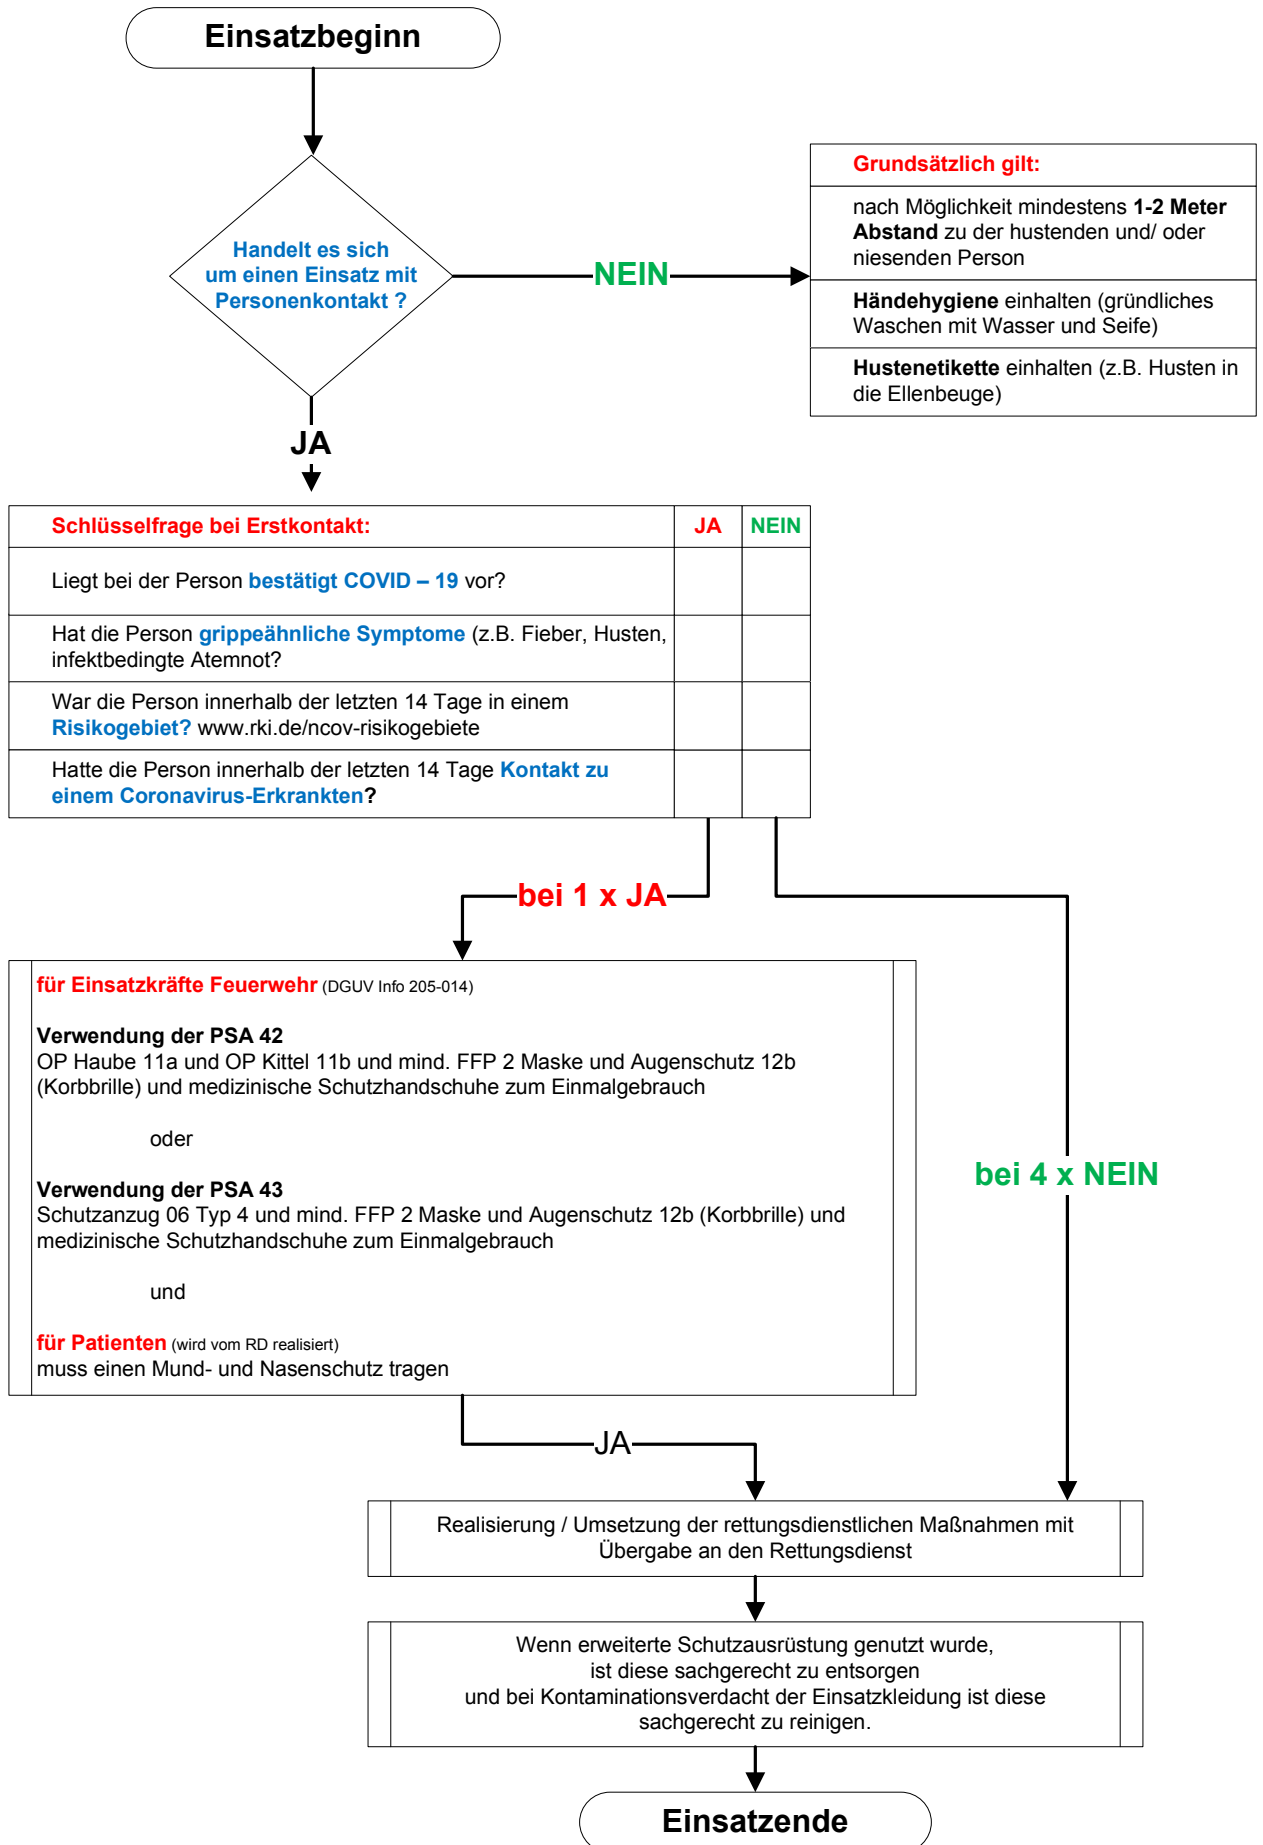 Einsatzbeginn
Handelt es sich
um einen Einsatz mit
Personenkontakt ?
NEIN
Grundsätzlich gilt:
nach Möglichkeit mindestens 1-2 Meter
Abstand zu der hustenden und/ oder
niesenden Person
Händehygiene einhalten (gründliches
Waschen mit Wasser und Seife)
Hustenetikette einhalten (z.B. Husten in
die Ellenbeuge)
JA
Schlüsselfrage bei Erstkontakt: JA NEIN
Liegt bei der Person bestätigt COVID – 19 vor?
Hat die Person grippeähnliche Symptome (z.B. Fieber, Husten,
infektbedingte Atemnot?
War die Person innerhalb der letzten 14 Tage in einem
Risikogebiet? www.rki.de/ncov-risikogebiete
Hatte die Person innerhalb der letzten 14 Tage Kontakt zu
einem Coronavirus-Erkrankten?
bei 1 x JA
für Einsatzkräfte Feuerwehr (DGUV Info 205-014)
Verwendung der PSA 42
OP Haube 11a und OP Kittel 11b und mind. FFP 2 Maske und Augenschutz 12b
(Korbbrille) und medizinische Schutzhandschuhe zum Einmalgebrauch
oder
Verwendung der PSA 43
Schutzanzug 06 Typ 4 und mind. FFP 2 Maske und Augenschutz 12b (Korbbrille) und
medizinische Schutzhandschuhe zum Einmalgebrauch
und
für Patienten (wird vom RD realisiert)
muss einen Mund- und Nasenschutz tragen
bei 4 x NEIN
JA
Realisierung / Umsetzung der rettungsdienstlichen Maßnahmen mit
Übergabe an den Rettungsdienst
Wenn erweiterte Schutzausrüstung genutzt wurde,
ist diese sachgerecht zu entsorgen
und bei Kontaminationsverdacht der Einsatzkleidung ist diese
sachgerecht zu reinigen.
Einsatzende